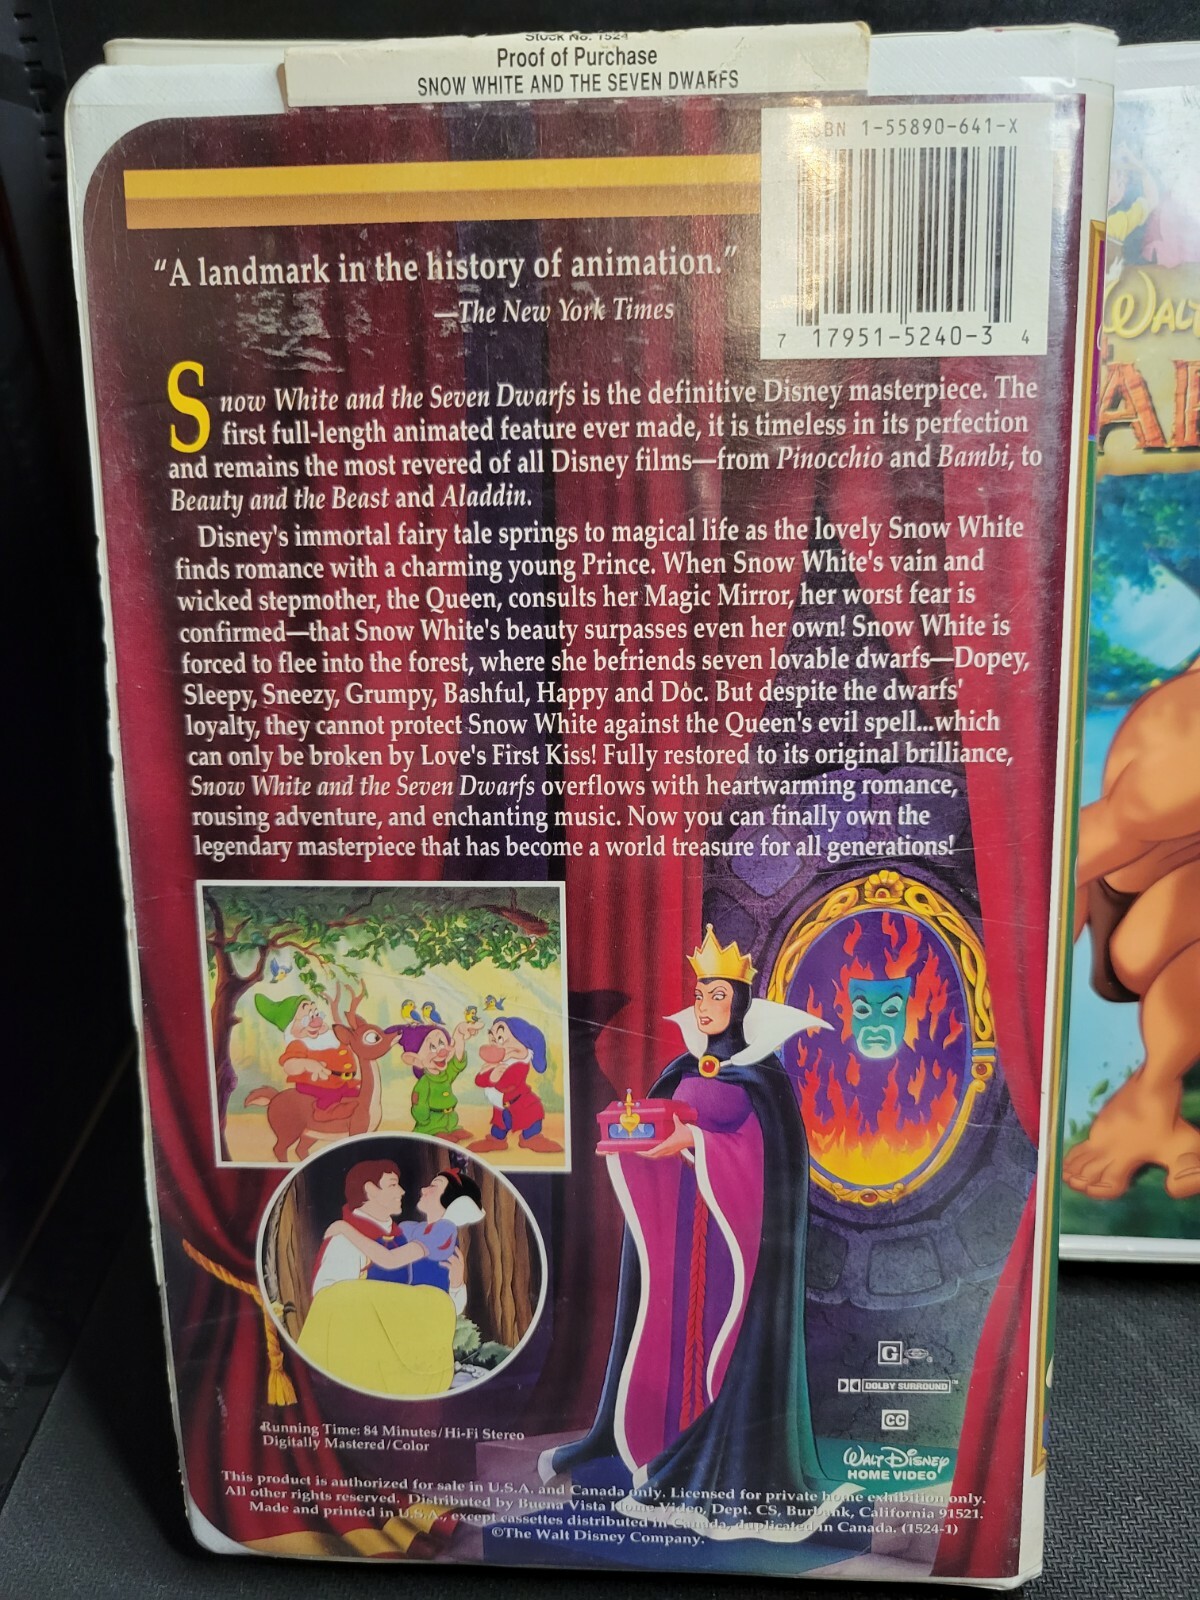 Stock No. 1524
Proof of Purchase
SNOW WHITE AND THE SEVEN DWARFS
ISBN 1-55890-641-X
7 17951-5240-3 4
"A landmark in the history of animation."
—The New York Times
Snow White and the Seven Dwarfs is the definitive Disney masterpiece. The
first full-length animated feature ever made, it is timeless in its perfection
and remains the most revered of all Disney films—from Pinocchio and Bambi, to
Beauty and the Beast and Aladdin.
Disney's immortal fairy tale springs to magical life as the lovely Snow White
finds romance with a charming young Prince. When Snow White's vain and
wicked stepmother, the Queen, consults her Magic Mirror, her worst fear is
confirmed—that Snow White's beauty surpasses even her own! Snow White is
forced to flee into the forest, where she befriends seven lovable dwarfs—Dopey,
Sleepy, Sneezy, Grumpy, Bashful, Happy and Doc. But despite the dwarfs'
loyalty, they cannot protect Snow White against the Queen's evil spell...which
can only be broken by Love's First Kiss! Fully restored to its original brilliance,
Snow White and the Seven Dwarfs overflows with heartwarming romance,
rousing adventure, and enchanting music. Now you can finally own the
legendary masterpiece that has become a world treasure for all generations!
G
DOLBY SURROUND
CC
WALT DISNEY
HOME VIDEO
Running Time: 84 Minutes/Hi-Fi Stereo
Digitally Mastered/Color
This product is authorized for sale in U.S.A. and Canada only. Licensed for private home exhibition only.
All other rights reserved. Distributed by Buena Vista Home Video, Dept. CS, Burbank, California 91521.
Made and printed in U.S.A., except cassettes distributed in Canada, duplicated in Canada. (1524-1)
©The Walt Disney Company.
WALT